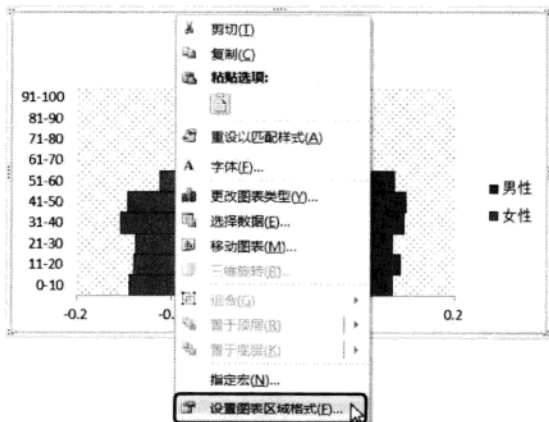 剪切(T)
复制(C)
粘贴选项:
重设以匹配样式(A)
字体(F)...
更改图表类型(Y)...
选择数据(E)...
移动图表(M)...
三维旋转(R)...
组合(G)
置于顶层(R)
置于底层(K)
指定宏(N)...
设置图表区域格式(F)...
91-100
81-90
71-80
61-70
51-60
41-50
31-40
21-30
11-20
0-10
-0.2
-0.
0.2
男性
女性